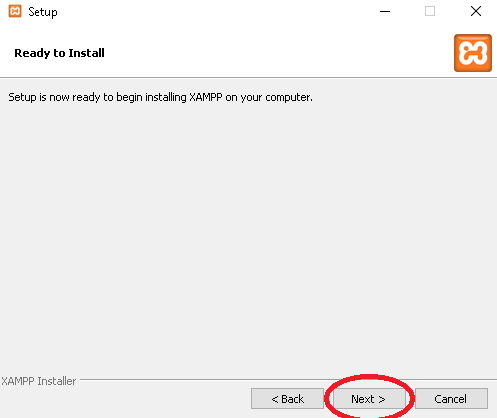 Setup
Ready to Install
Setup is now ready to begin installing XAMPP on your computer.
XAMPP Installer
< Back Next > Cancel